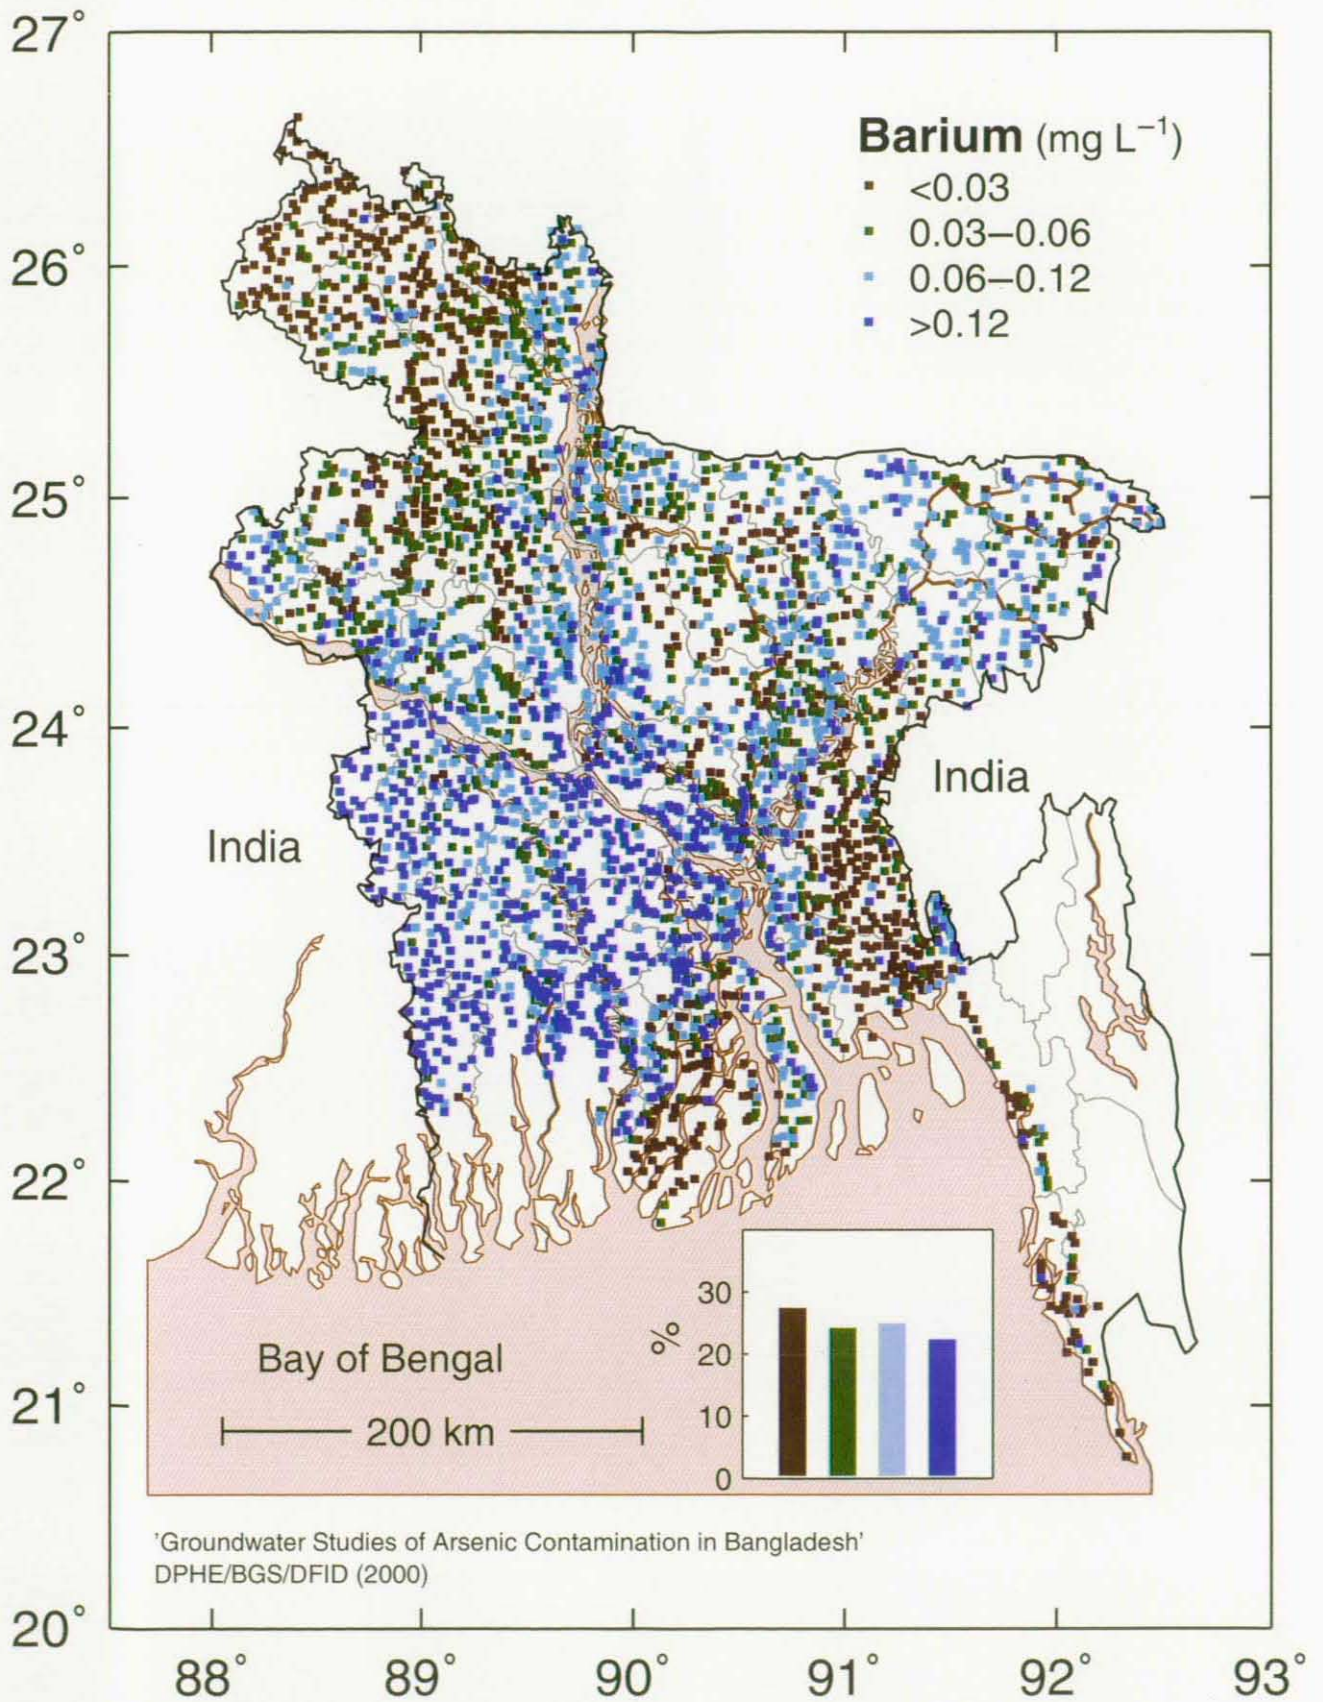 27°
Barium (mg L⁻¹)
<0.03
0.03–0.06
0.06–0.12
>0.12
26°
25°
24°
India
India
23°
22°
30
20
10
0
%
Bay of Bengal
200 km
21°
'Groundwater Studies of Arsenic Contamination in Bangladesh'
DPHE/BGS/DFID (2000)
20°
88° 89° 90° 91° 92° 93°